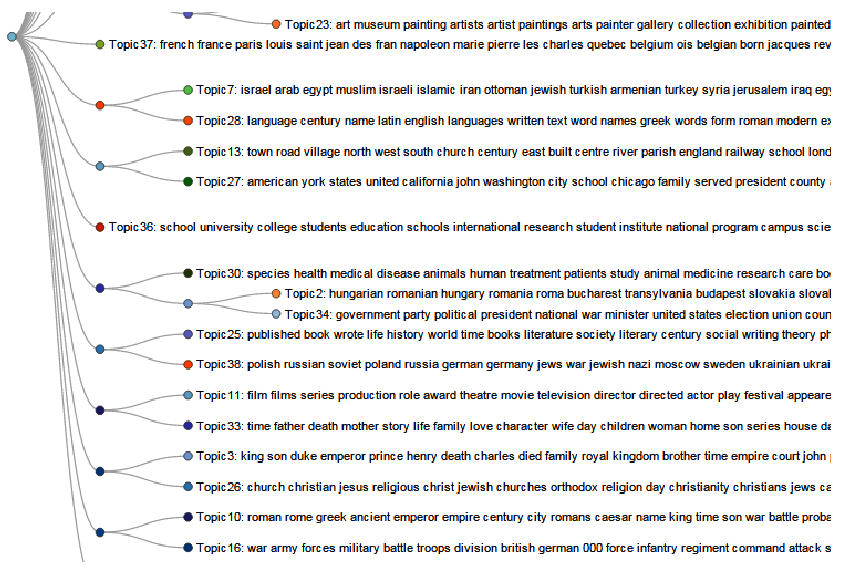 Topic23: art museum painting artists artist paintings arts painter gallery collection exhibition painted
Topic37: french france paris louis saint jean des fran napoleon marie pierre les charles quebec belgium ois belgian born jacques rev
Topic7: israel arab egypt muslim israeli islamic iran ottoman jewish turkish armenian turkey syria jerusalem iraq egy
Topic28: language century name latin english languages written text word names greek words form roman modern ex
Topic13: town road village north west south church century east built centre river parish england railway school lond
Topic27: american york states united california john washington city school chicago family served president county
Topic36: school university college students education schools international research student institute national program campus scie
Topic30: species health medical disease animals human treatment patients study animal medicine research care bo
Topic2: hungarian romanian hungary romania roma bucharest transylvania budapest slovakia sloval
Topic34: government party political president national war minister united states election union coun
Topic25: published book wrote life history world time books literature society literary century social writing theory ph
Topic38: polish russian soviet poland russia german germany jews war jewish nazi moscow sweden ukrainian ukrai
Topic11: film films series production role award theatre movie television director directed actor play festival appeare
Topic33: time father death mother story life family love character wife day children woman home son series house da
Topic3: king son duke emperor prince henry death charles died family royal kingdom brother time empire court john
Topic26: church christian jesus religious christ jewish churches orthodox religion day christianity christians jews ca
Topic10: roman rome greek ancient emperor empire century city romans caesar name king time son war battle proba
Topic16: war army forces military battle troops division british german 000 force infantry regiment command attack s